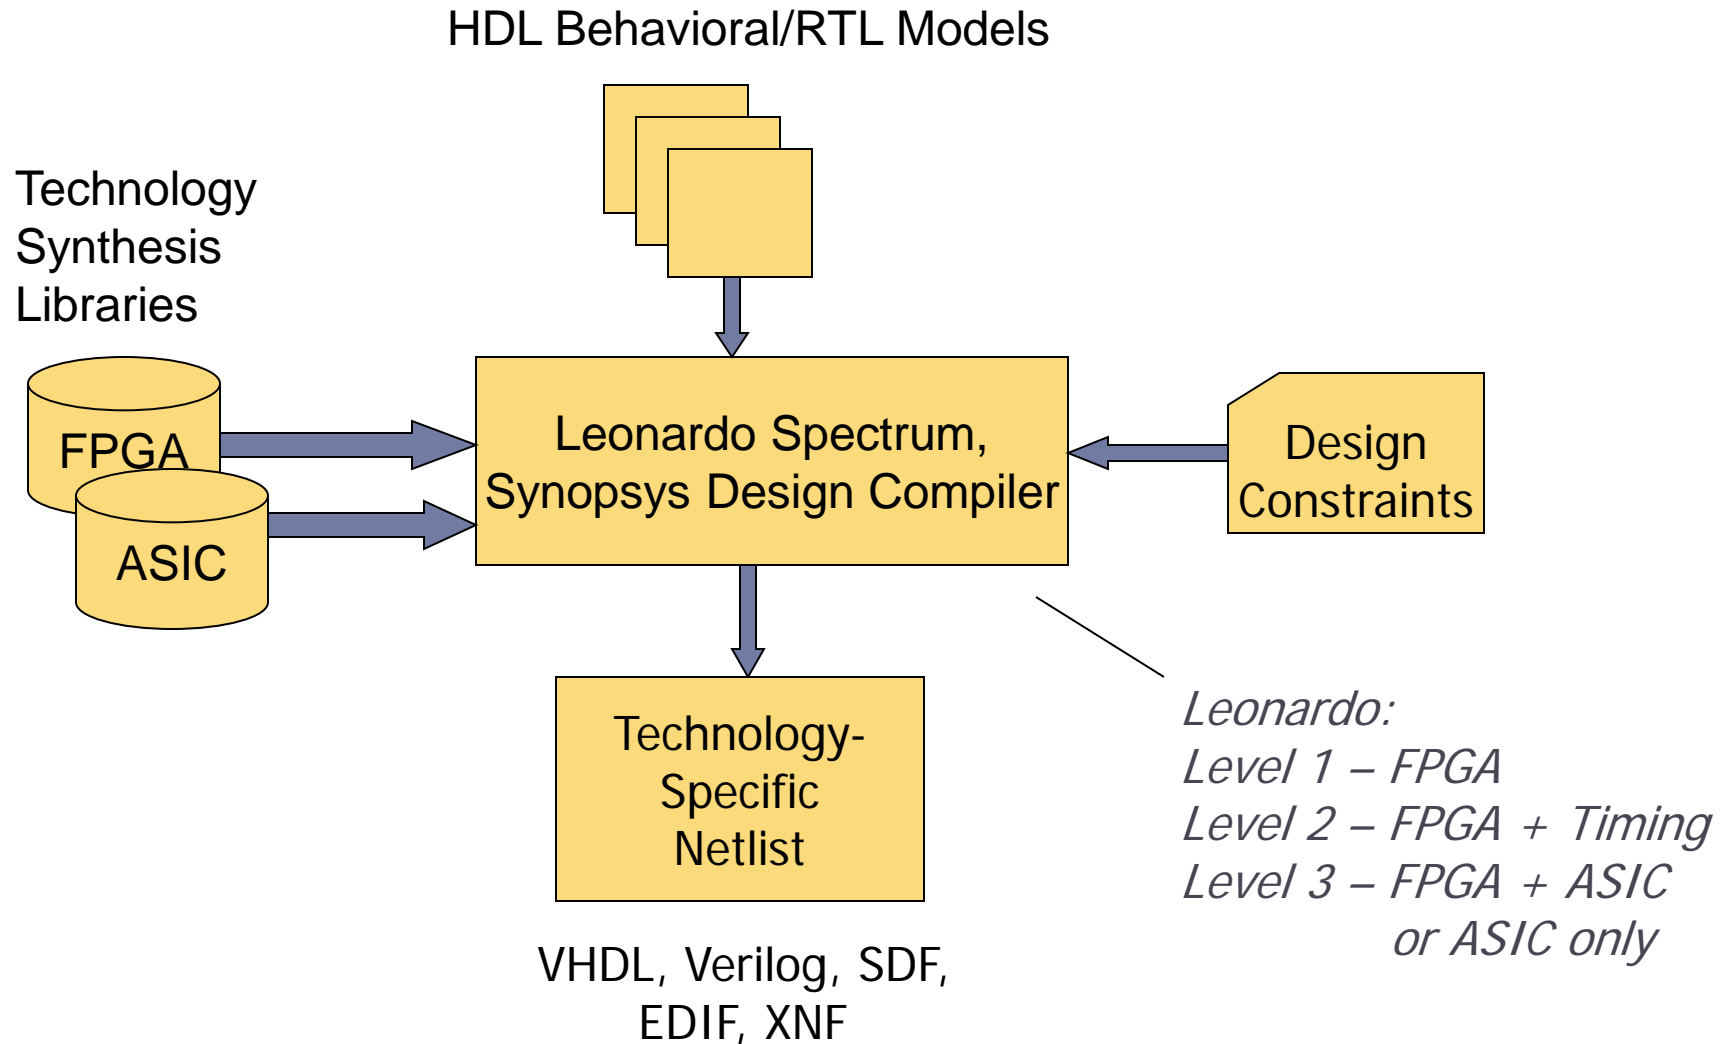 HDL Behavioral/RTL Models
Technology
Synthesis
Libraries
FPGA
ASIC
Leonardo Spectrum,
Synopsys Design Compiler
Design
Constraints
Technology-
Specific
Netlist
VHDL, Verilog, SDF,
EDIF, XNF
Leonardo:
Level 1 – FPGA
Level 2 – FPGA + Timing
Level 3 – FPGA + ASIC
or ASIC only